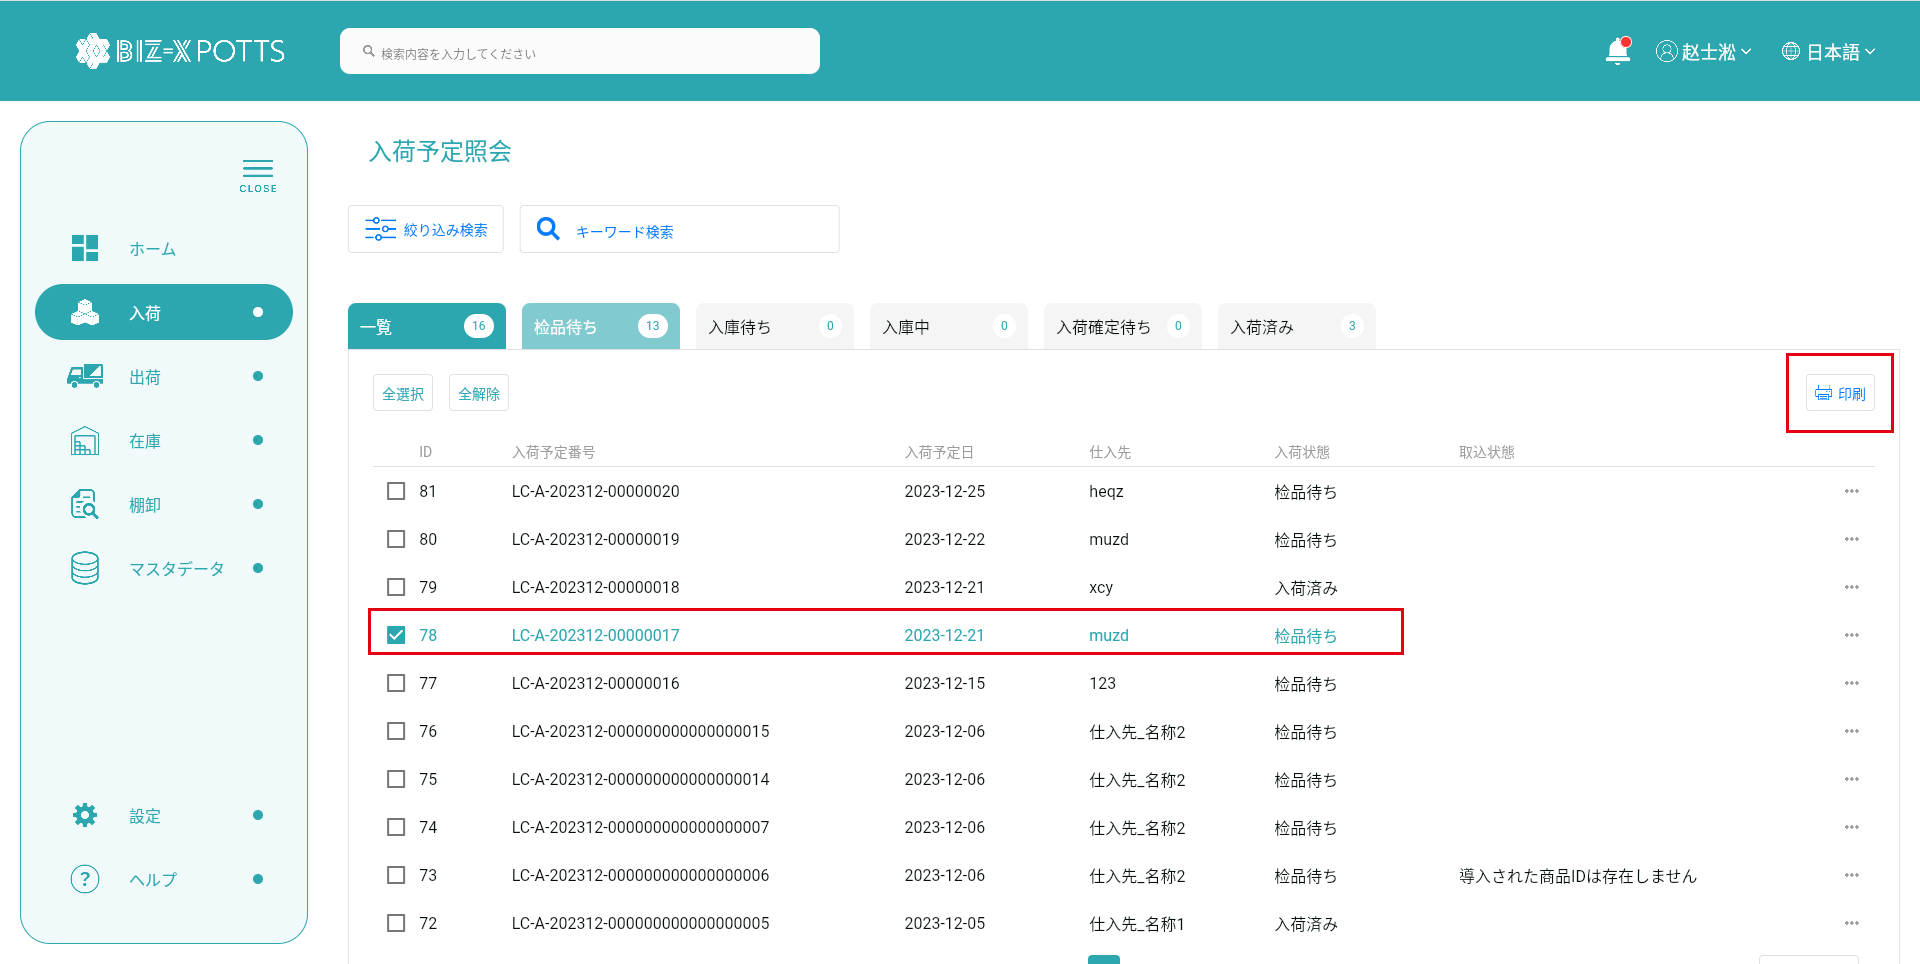 BIZ-X POTTS
検索内容を入力してください
赵士淞
日本語
CLOSE
ホーム
入荷
出荷
在庫
棚卸
マスタデータ
設定
? ヘルプ
入荷予定照会
絞り込み検索 キーワード検索
一覧 16 検品待ち 13 入庫待ち 0 入庫中 0 入荷確定待ち 0 入荷済み 3
全選択 全解除 印刷
ID 入荷予定番号 入荷予定日 仕入先 入荷状態 取込状態
81 LC-A-202312-00000020 2023-12-25 heqz 検品待ち ...
80 LC-A-202312-00000019 2023-12-22 muzd 検品待ち ...
79 LC-A-202312-00000018 2023-12-21 xcy 入荷済み ...
78 LC-A-202312-00000017 2023-12-21 muzd 検品待ち ...
77 LC-A-202312-00000016 2023-12-15 123 検品待ち ...
76 LC-A-202312-000000000000000015 2023-12-06 仕入先_名称2 検品待ち ...
75 LC-A-202312-000000000000000014 2023-12-06 仕入先_名称2 検品待ち ...
74 LC-A-202312-000000000000000007 2023-12-06 仕入先_名称2 検品待ち ...
73 LC-A-202312-000000000000000006 2023-12-06 仕入先_名称2 検品待ち 導入された商品IDは存在しません ...
72 LC-A-202312-000000000000000005 2023-12-05 仕入先_名称1 入荷済み ...